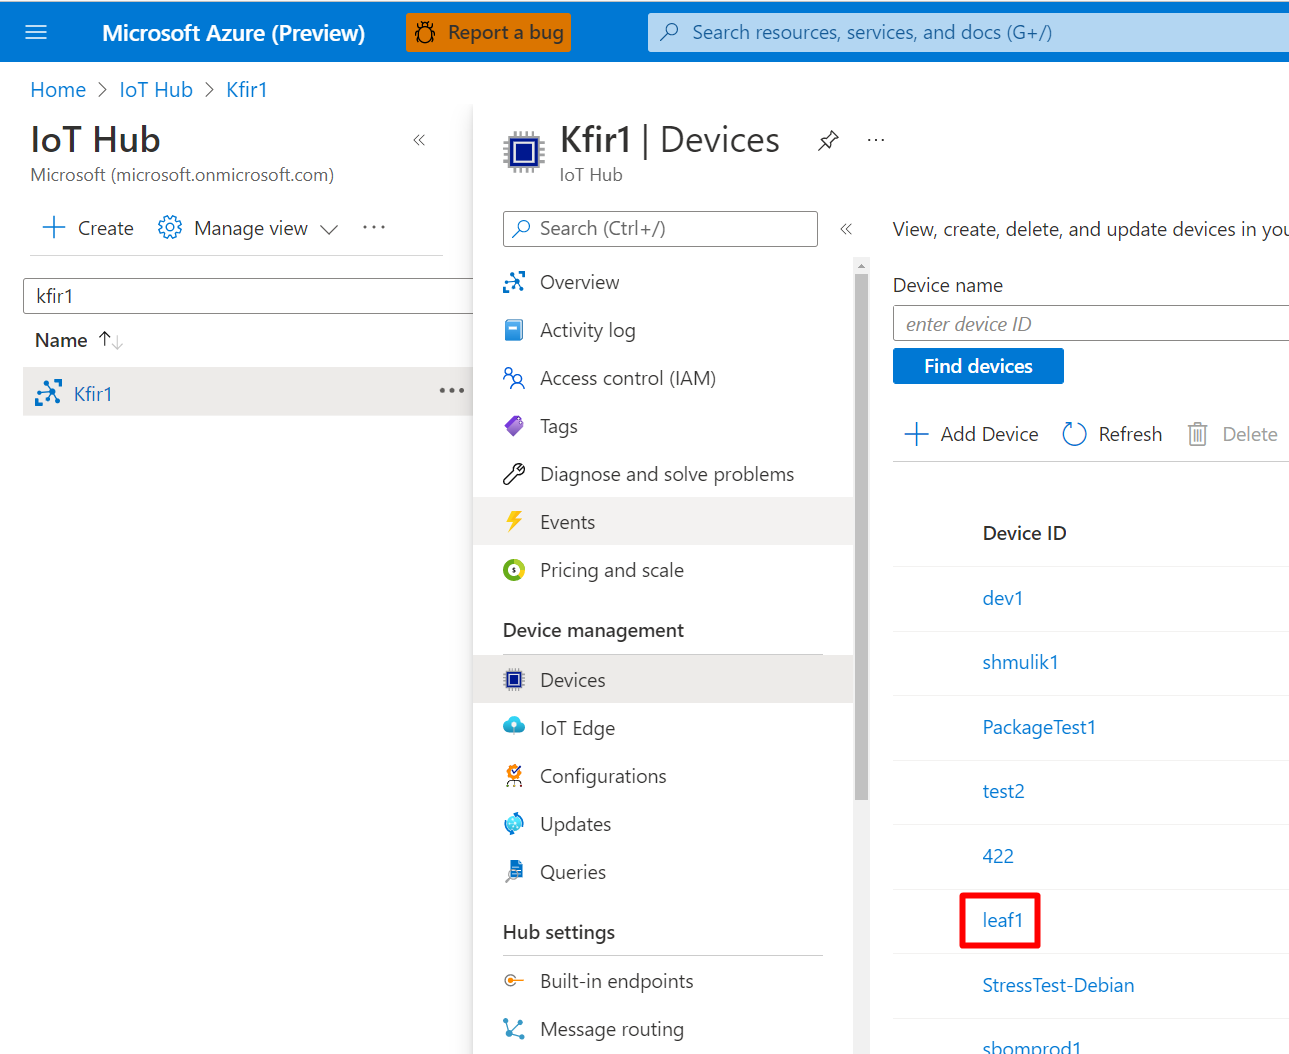 Microsoft Azure (Preview)
Report a bug
Search resources, services, and docs (G+/)
Home > IoT Hub > Kfir1
IoT Hub
Microsoft (microsoft.onmicrosoft.com)
Create
Manage view
kfir1
Name
Kfir1
Kfir1 | Devices
IoT Hub
Search (Ctrl+/)
Overview
Activity log
Access control (IAM)
Tags
Diagnose and solve problems
Events
Pricing and scale
Device management
Devices
IoT Edge
Configurations
Updates
Queries
Hub settings
Built-in endpoints
Message routing
View, create, delete, and update devices in you
Device name
enter device ID
Find devices
Add Device
Refresh
Delete
Device ID
dev1
shmulik1
PackageTest1
test2
422
leaf1
StressTest-Debian
sbomprod1